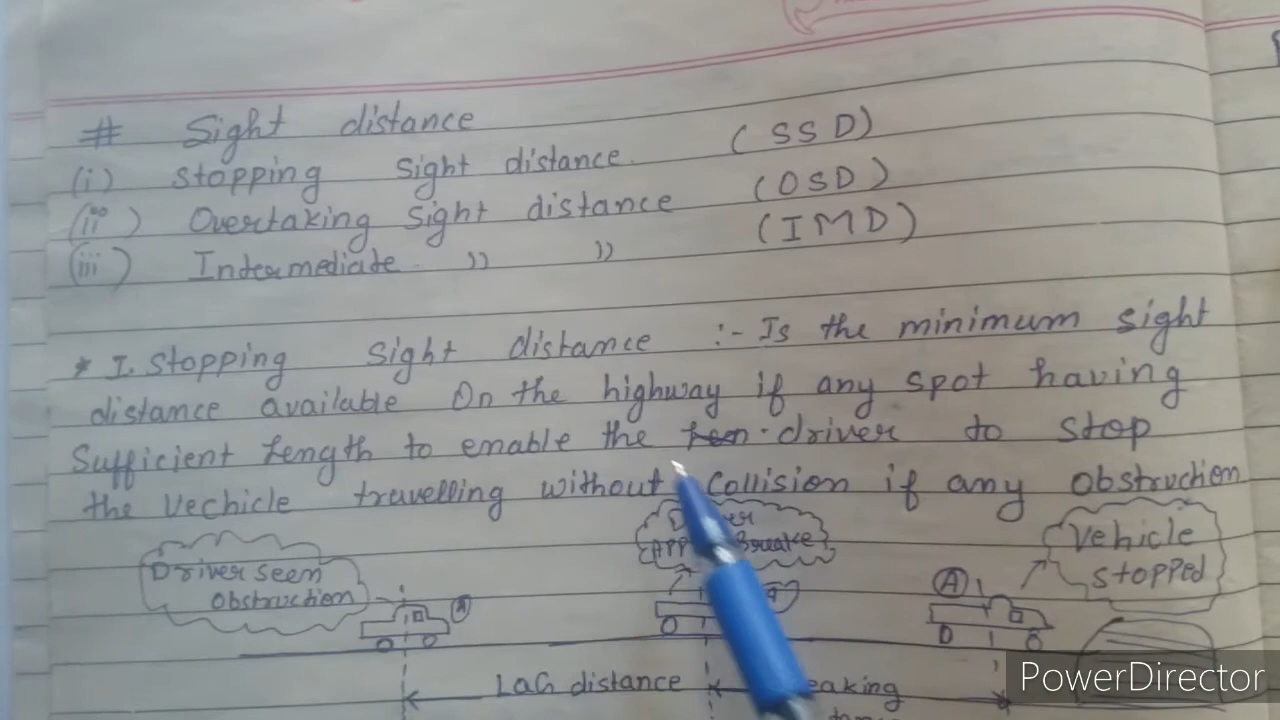 # Sight distance
(i) Stopping Sight distance. (SSD)
(ii) Overtaking Sight distance (OSD)
(iii) Intermediate " " (IMD)
* I. Stopping Sight distance :- Is the minimum sight
distance available On the highway if any spot having
Sufficient Length to enable the driver to stop
the Vechicle travelling without Collision if any Obstruction
Driver seen
Obstruction
Breake
Vehicle
stopped
A
A
LaG distance
PowerDirector